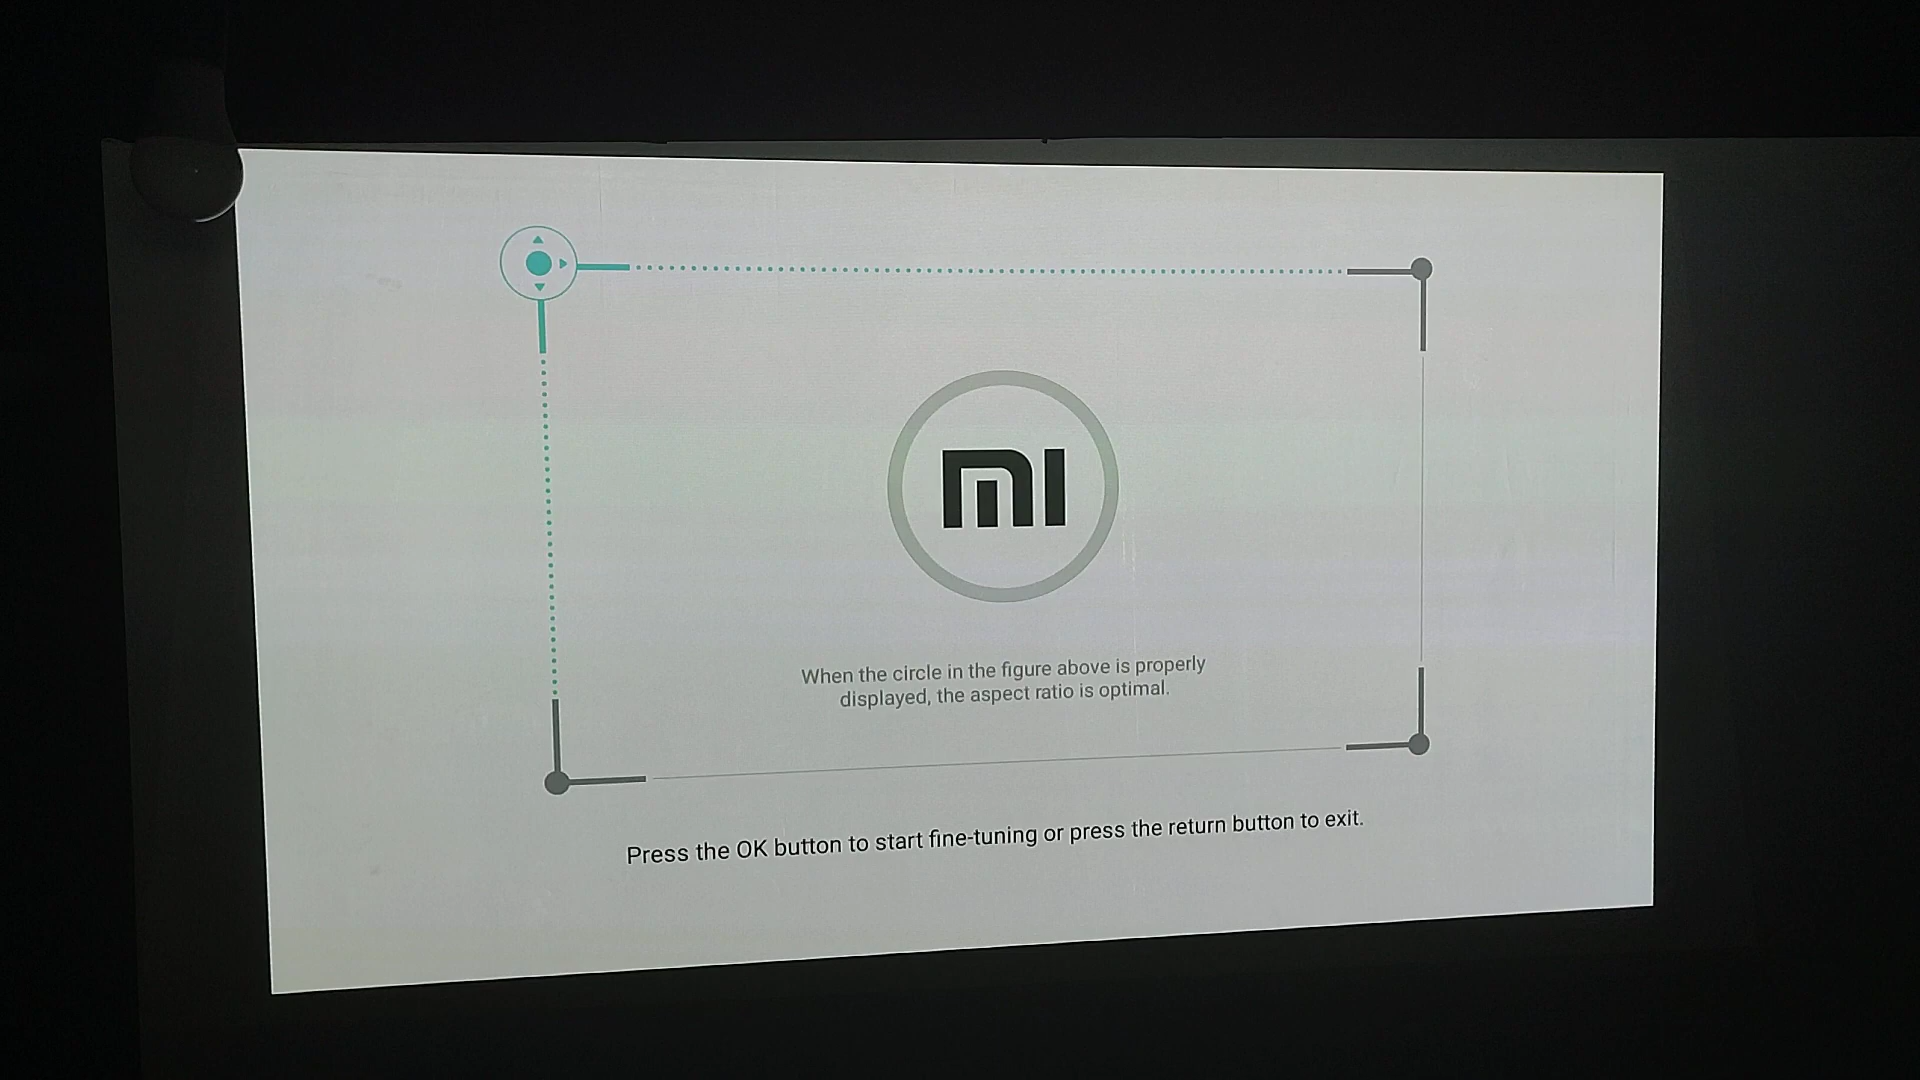 mi
When the circle in the figure above is properly
displayed, the aspect ratio is optimal.
Press the OK button to start fine-tuning or press the return button to exit.